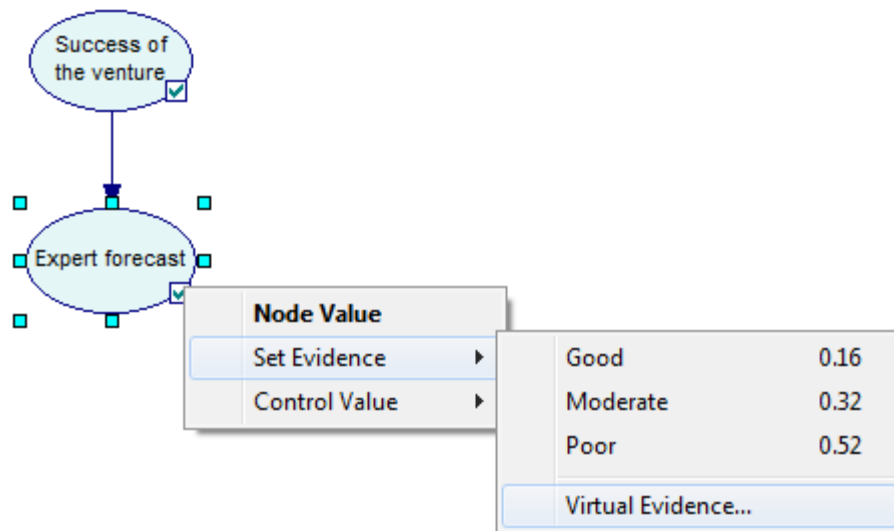 Success of
the venture
Expert forecast
Node Value
Set Evidence
Control Value
Good 0.16
Moderate 0.32
Poor 0.52
Virtual Evidence...